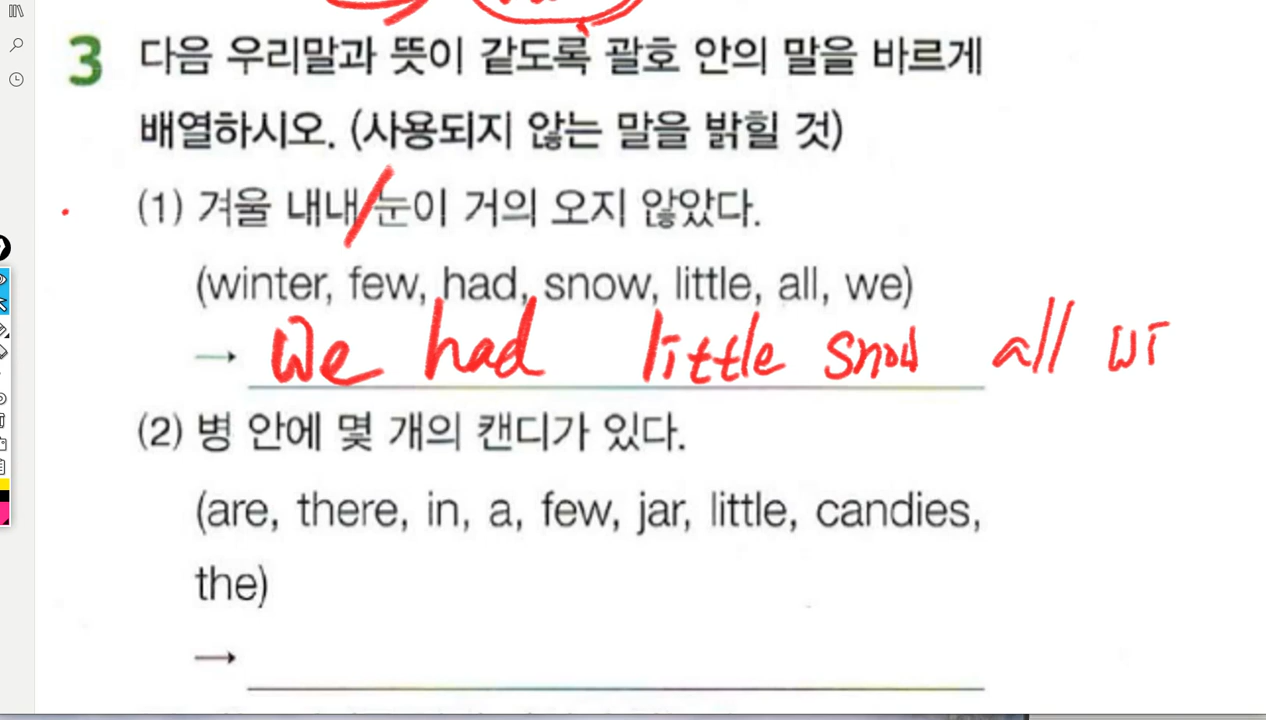 3 다음 우리말과 뜻이 같도록 괄호 안의 말을 바르게
배열하시오. (사용되지 않는 말을 밝힐 것)
(1) 겨울 내내/눈이 거의 오지 않았다.
(winter, few, had, snow, little, all, we)
→ We had little snow all wi
(2) 병 안에 몇 개의 캔디가 있다.
(are, there, in, a, few, jar, little, candies,
the)
→